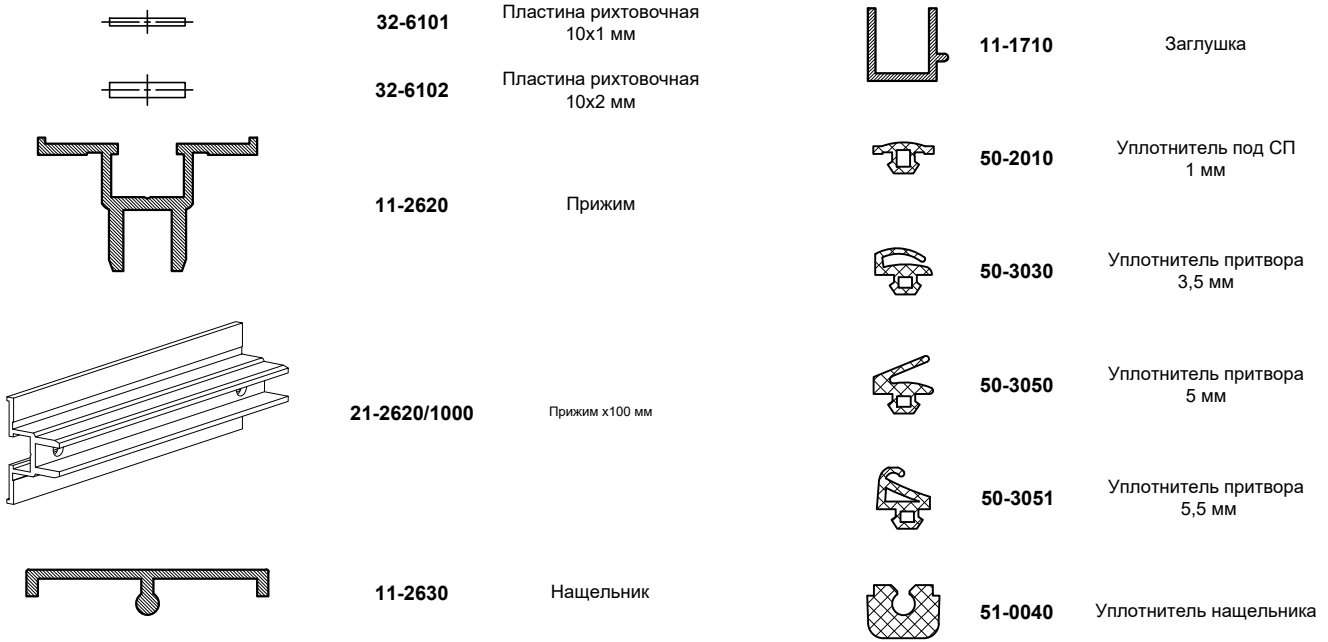 32-6101
Пластина рихтовочная
10х1 мм
32-6102
Пластина рихтовочная
10х2 мм
11-2620
Прижим
21-2620/1000
Прижим х100 мм
11-2630
Нащельник
11-1710
Заглушка
50-2010
Уплотнитель под СП
1 мм
50-3030
Уплотнитель притвора
3,5 мм
50-3050
Уплотнитель притвора
5 мм
50-3051
Уплотнитель притвора
5,5 мм
51-0040
Уплотнитель нащельника